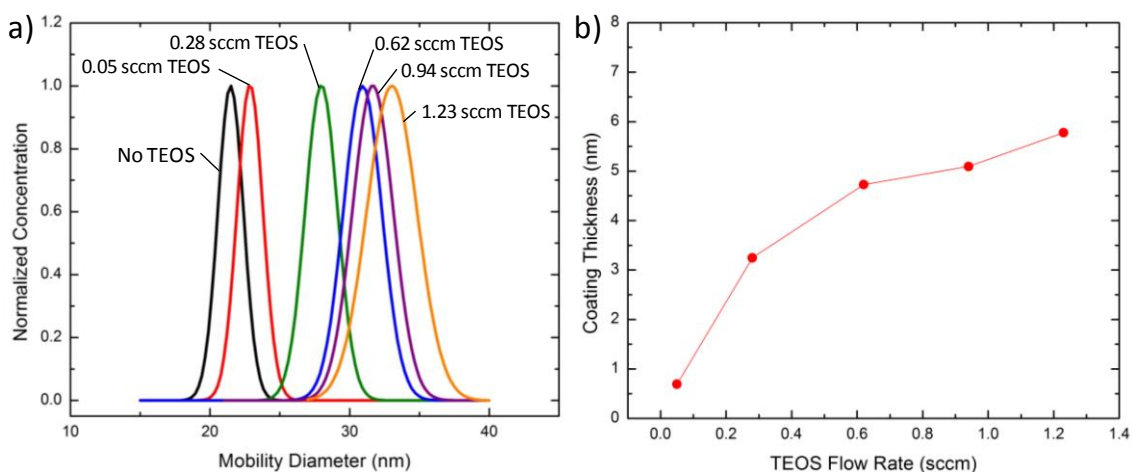 a)
1.2
1.0
0.8
0.6
0.4
0.2
0.0
Normalized Concentration
0.28 sccm TEOS
0.62 sccm TEOS
0.05 sccm TEOS
0.94 sccm TEOS
1.23 sccm TEOS
No TEOS
10 20 30 40
Mobility Diameter (nm)
b)
8
7
6
5
4
3
2
1
0
Coating Thickness (nm)
0.0 0.2 0.4 0.6 0.8 1.0 1.2 1.4
TEOS Flow Rate (sccm)